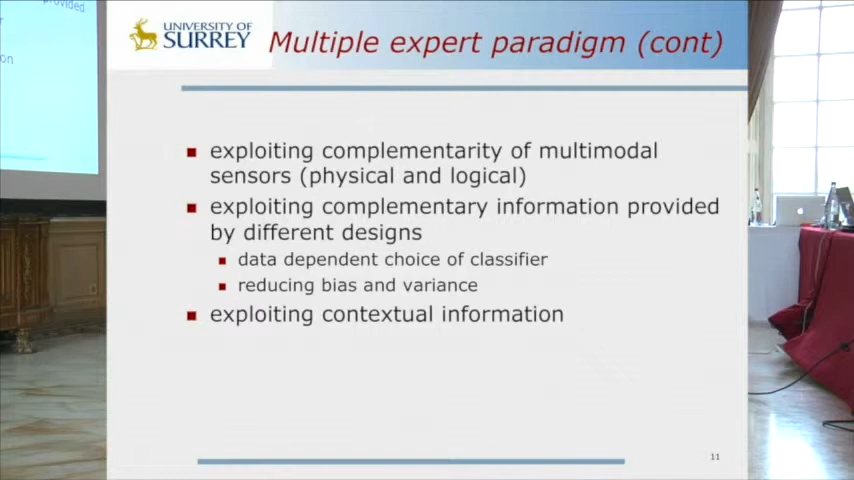 provided
on
UNIVERSITY OF
SURREY
Multiple expert paradigm (cont)
exploiting complementarity of multimodal
sensors (physical and logical)
exploiting complementary information provided
by different designs
data dependent choice of classifier
reducing bias and variance
exploiting contextual information
11